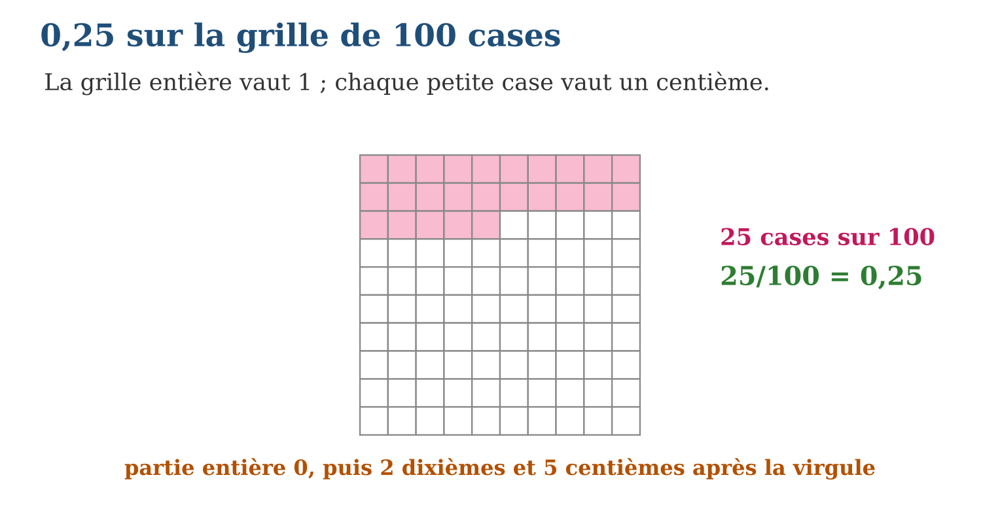 0,25 sur la grille de 100 cases
La grille entière vaut 1 ; chaque petite case vaut un centième.
25 cases sur 100
25/100 = 0,25
partie entière 0, puis 2 dixièmes et 5 centièmes après la virgule